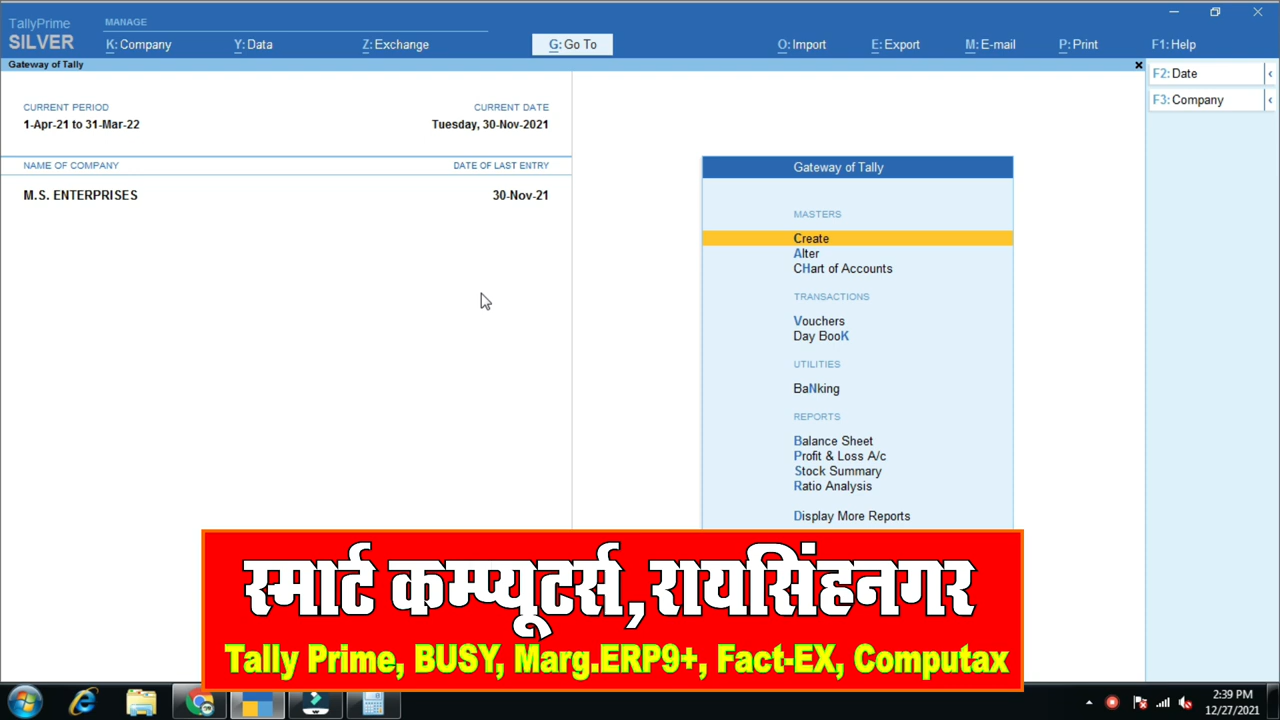 TallyPrime
SILVER
MANAGE
K: Company
Y: Data
Z: Exchange
G: Go To
O: Import
E: Export
M: E-mail
P: Print
F1: Help
Gateway of Tally
F2: Date
F3: Company
CURRENT PERIOD
CURRENT DATE
1-Apr-21 to 31-Mar-22
Tuesday, 30-Nov-2021
NAME OF COMPANY
DATE OF LAST ENTRY
M.S. ENTERPRISES
30-Nov-21
Gateway of Tally
MASTERS
Create
Alter
CHart of Accounts
TRANSACTIONS
Vouchers
Day BooK
UTILITIES
BaNking
REPORTS
Balance Sheet
Profit & Loss A/c
Stock Summary
Ratio Analysis
Display More Reports
स्मार्ट कम्प्यूटर्स,रायसिंहनगर
Tally Prime, BUSY, Marg.ERP9+, Fact-EX, Computax
2:39 PM
12/27/2021